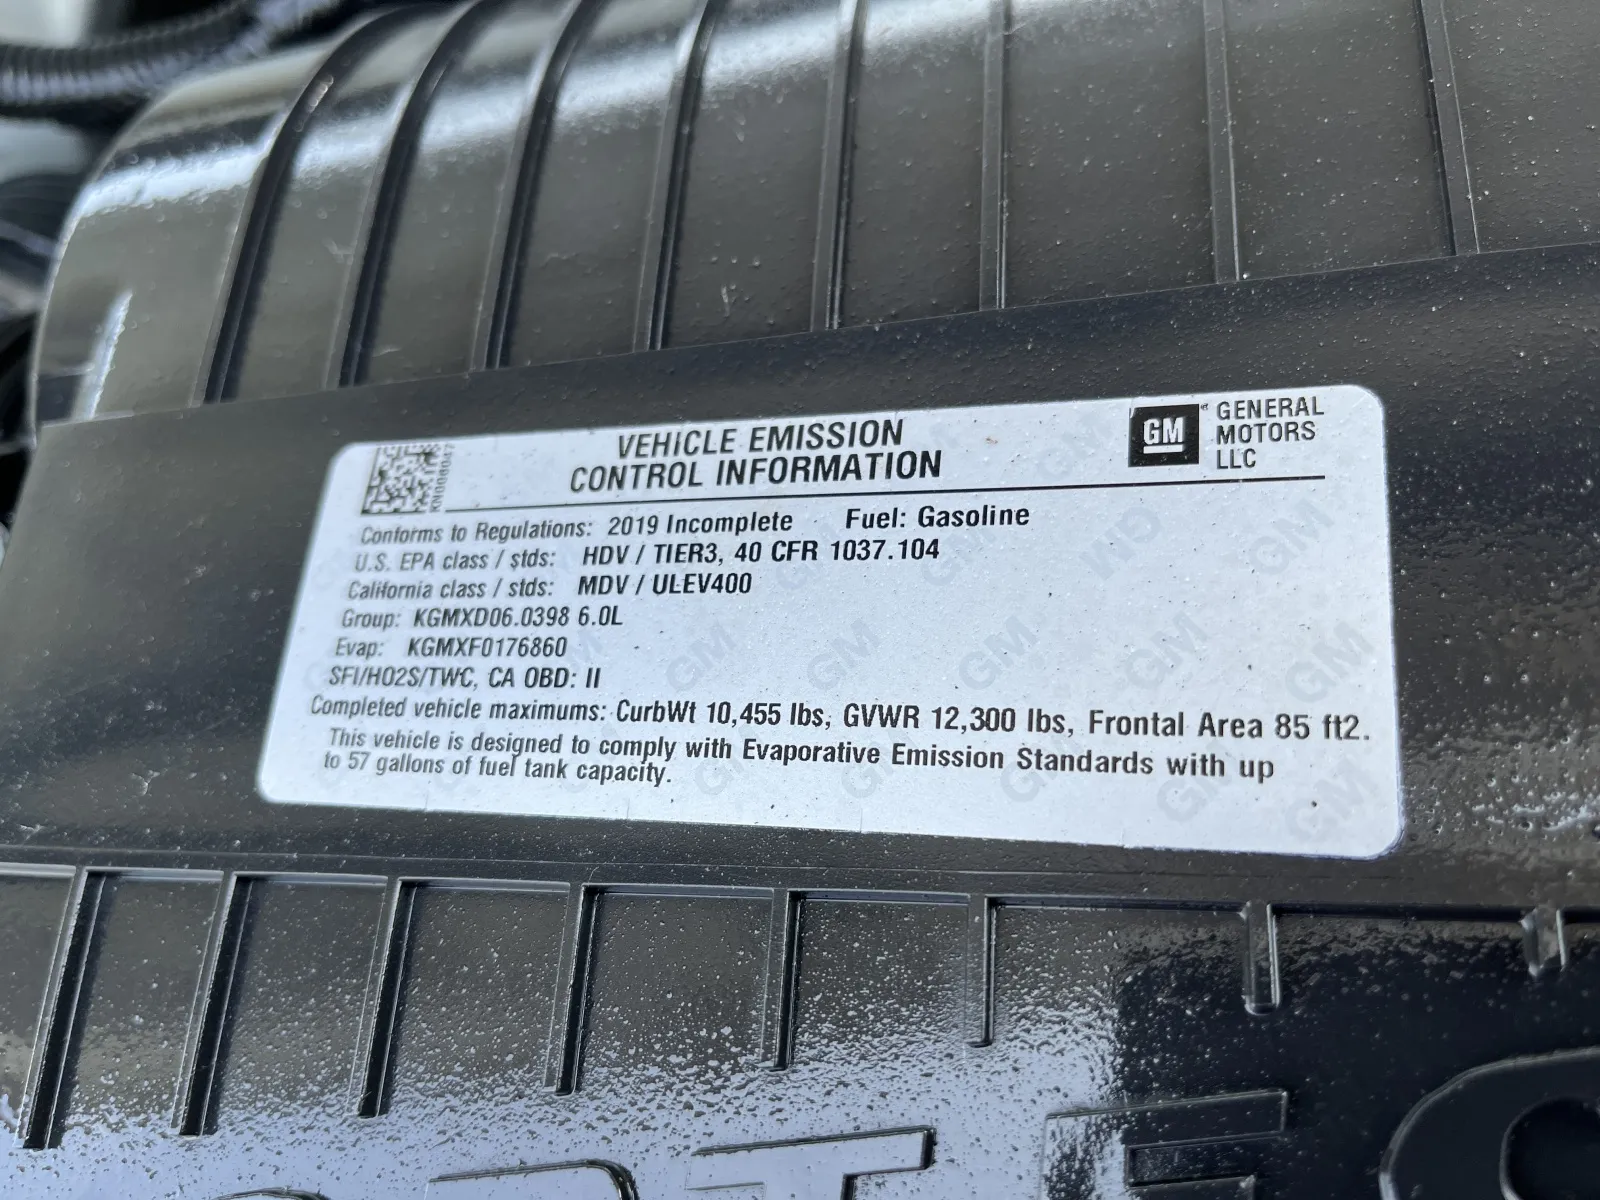 VEHICLE EMISSION
CONTROL INFORMATION
GM
GENERAL
MOTORS
LLC
Conforms to Regulations: 2019 Incomplete Fuel: Gasoline
U.S. EPA class / stds: HDV / TIER3, 40 CFR 1037.104
California class / stds: MDV / ULEV400
Group: KGMXD06.0398 6.0L
Evap: KGMXF0176860
SFI/HO2S/TWC, CA OBD: II
Completed vehicle maximums: CurbWt 10,455 lbs, GVWR 12,300 lbs, Frontal Area 85 ft2.
This vehicle is designed to comply with Evaporative Emission Standards with up
to 57 gallons of fuel tank capacity.